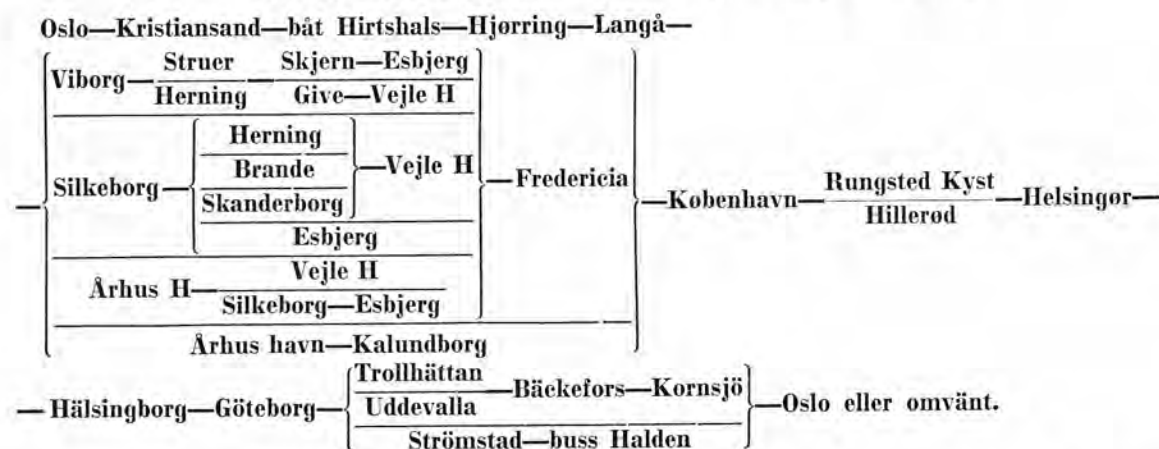 Oslo—Kristiansand—båt Hirtshals—Hjørring—Langå—
Viborg—Struer—Skjern—Esbjerg
Herning Give—Vejle H
Silkeborg—Herning
Brande—Vejle H
Skanderborg
Esbjerg
—Fredericia
Århus H—Vejle H
Silkeborg—Esbjerg
Århus havn—Kalundborg
—København—Rungsted Kyst—Helsingør—
Hillerød
—Hälsingborg—Göteborg—Trollhättan—Bäckefors—Kornsjö—Oslo eller omvänt.
Uddevalla
Strömstad—buss Halden